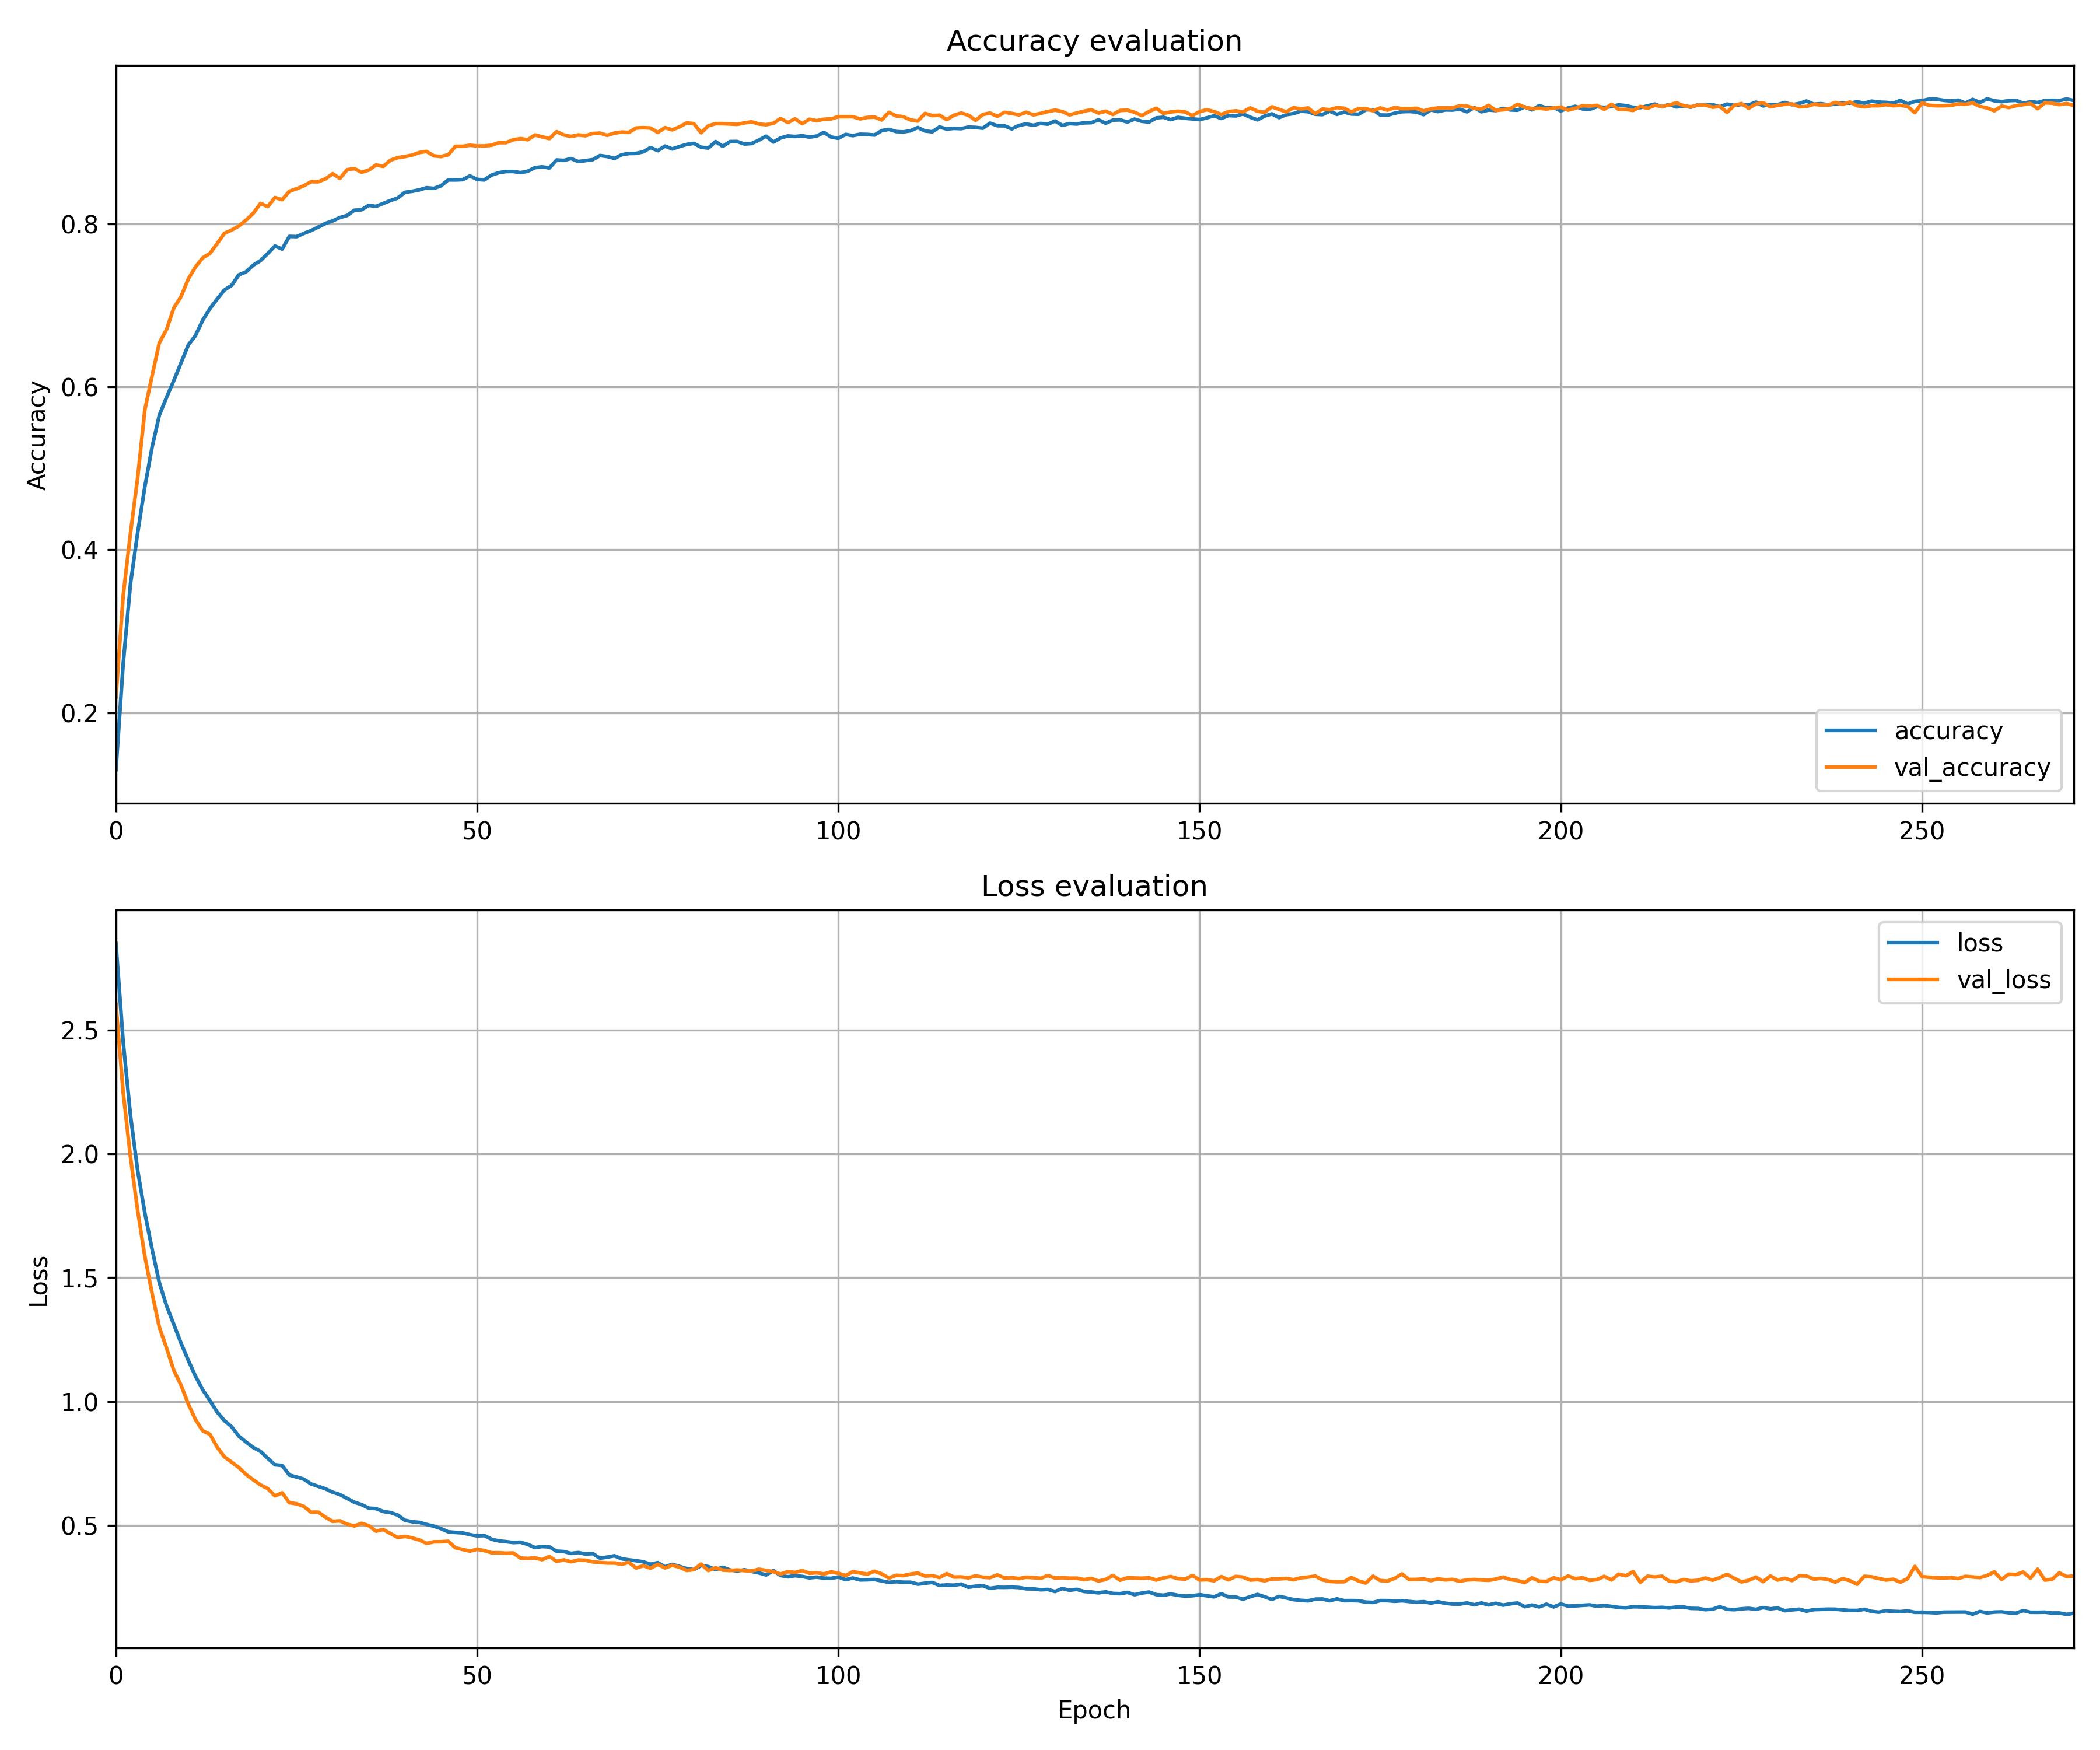 Accuracy evaluation
Accuracy
0.8
0.6
0.4
0.2
accuracy
val_accuracy
0 50 100 150 200 250
Loss evaluation
Loss
2.5
2.0
1.5
1.0
0.5
loss
val_loss
0 50 100 150 200 250
Epoch